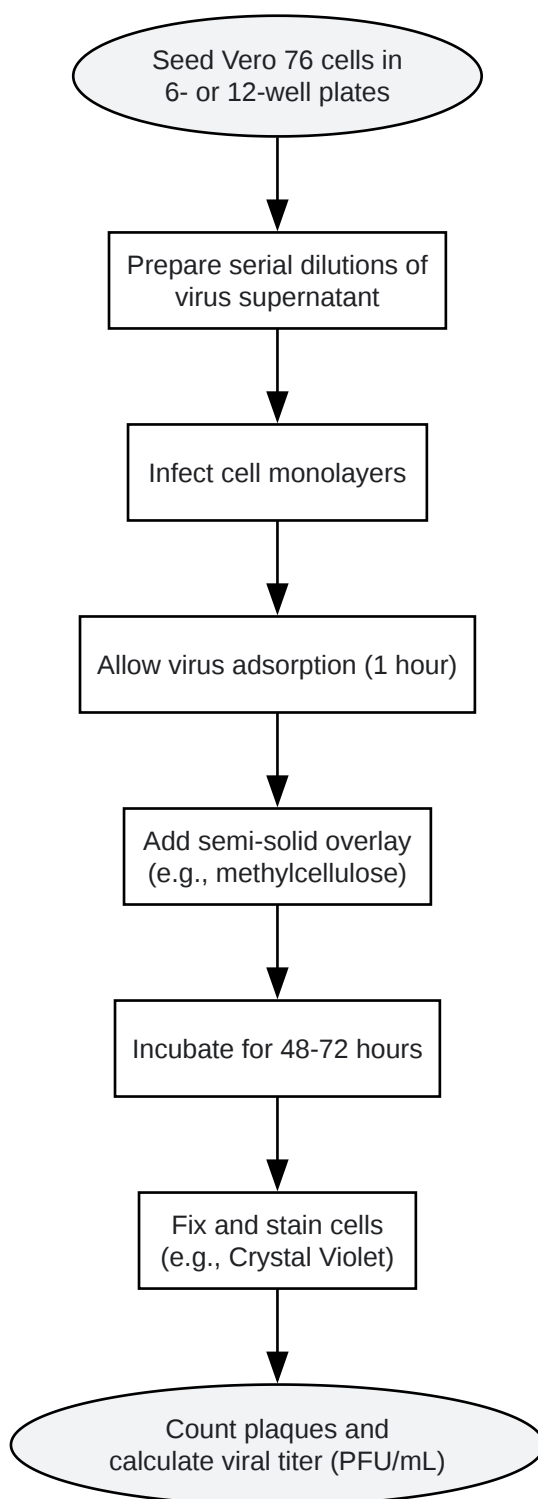 Seed Vero 76 cells in
6- or 12-well plates
Prepare serial dilutions of
virus supernatant
Infect cell monolayers
Allow virus adsorption (1 hour)
Add semi-solid overlay
(e.g., methylcellulose)
Incubate for 48-72 hours
Fix and stain cells
(e.g., Crystal Violet)
Count plaques and
calculate viral titer (PFU/mL)